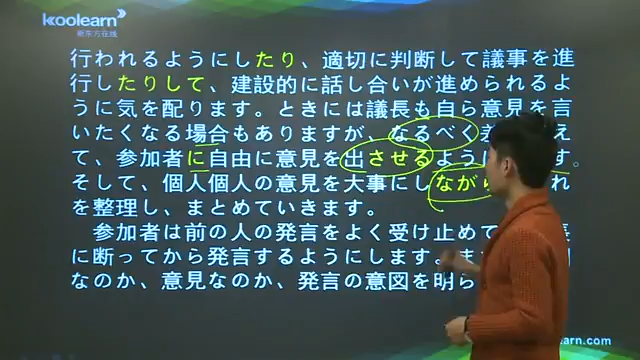 koolearn
新东方在线
行われるようにしたり、適切に判断して議事を進
行したりして、建設的に話し合いが進められるよ
うに気を配ります。ときには議長も自ら意見を言
いたくなる場合もありますが、なるべく差 え
て、参加者に自由に意見を出させるように す。
そして、個人個人の意見を大事にしながら れ
を整理し、まとめていきます。
参加者は前の人の発言をよく受け止めて
に断ってから発言するようにします。ま
なのか、意見なのか、発言の意図を明ら
earn.com